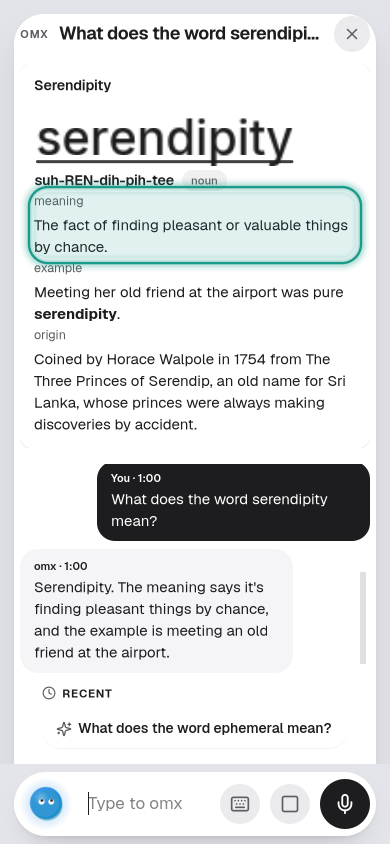 OMX What does the word serendipi...
Serendipity
serendipity
suh-REN-dih-pih-tee noun
meaning
The fact of finding pleasant or valuable things
by chance.
example
Meeting her old friend at the airport was pure
serendipity.
origin
Coined by Horace Walpole in 1754 from The
Three Princes of Serendip, an old name for Sri
Lanka, whose princes were always making
discoveries by accident.
You · 1:00
What does the word serendipity
mean?
omx · 1:00
Serendipity. The meaning says it's
finding pleasant things by chance,
and the example is meeting an old
friend at the airport.
RECENT
What does the word ephemeral mean?
Type to omx